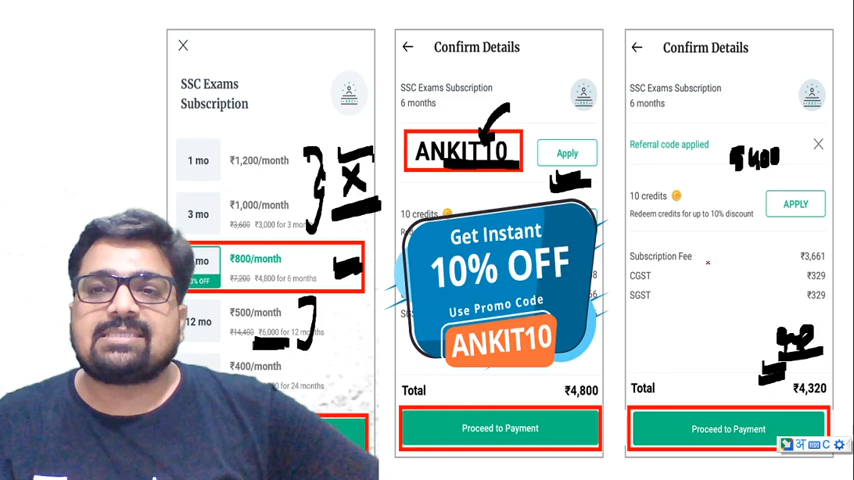 SSC Exams
Subscription
1 mo
₹1,200/month
3 mo
₹1,000/month
₹3,600 ₹3,000 for 3 mo
mo
₹800/month
% OFF
₹7,200 ₹4,800 for 6 months
12 mo
₹500/month
₹14,400 ₹6,000 for 12 months
₹400/month
for 24 months
Confirm Details
SSC Exams Subscription
6 months
ANKIT10
Apply
10 credits
Get Instant
10% OFF
Use Promo Code
ANKIT10
Total
₹4,800
Proceed to Payment
Confirm Details
SSC Exams Subscription
6 months
Referral code applied
10 credits
Redeem credits for up to 10% discount
APPLY
Subscription Fee
₹3,661
CGST
₹329
SGST
₹329
Total
₹4,320
Proceed to Payment
अ